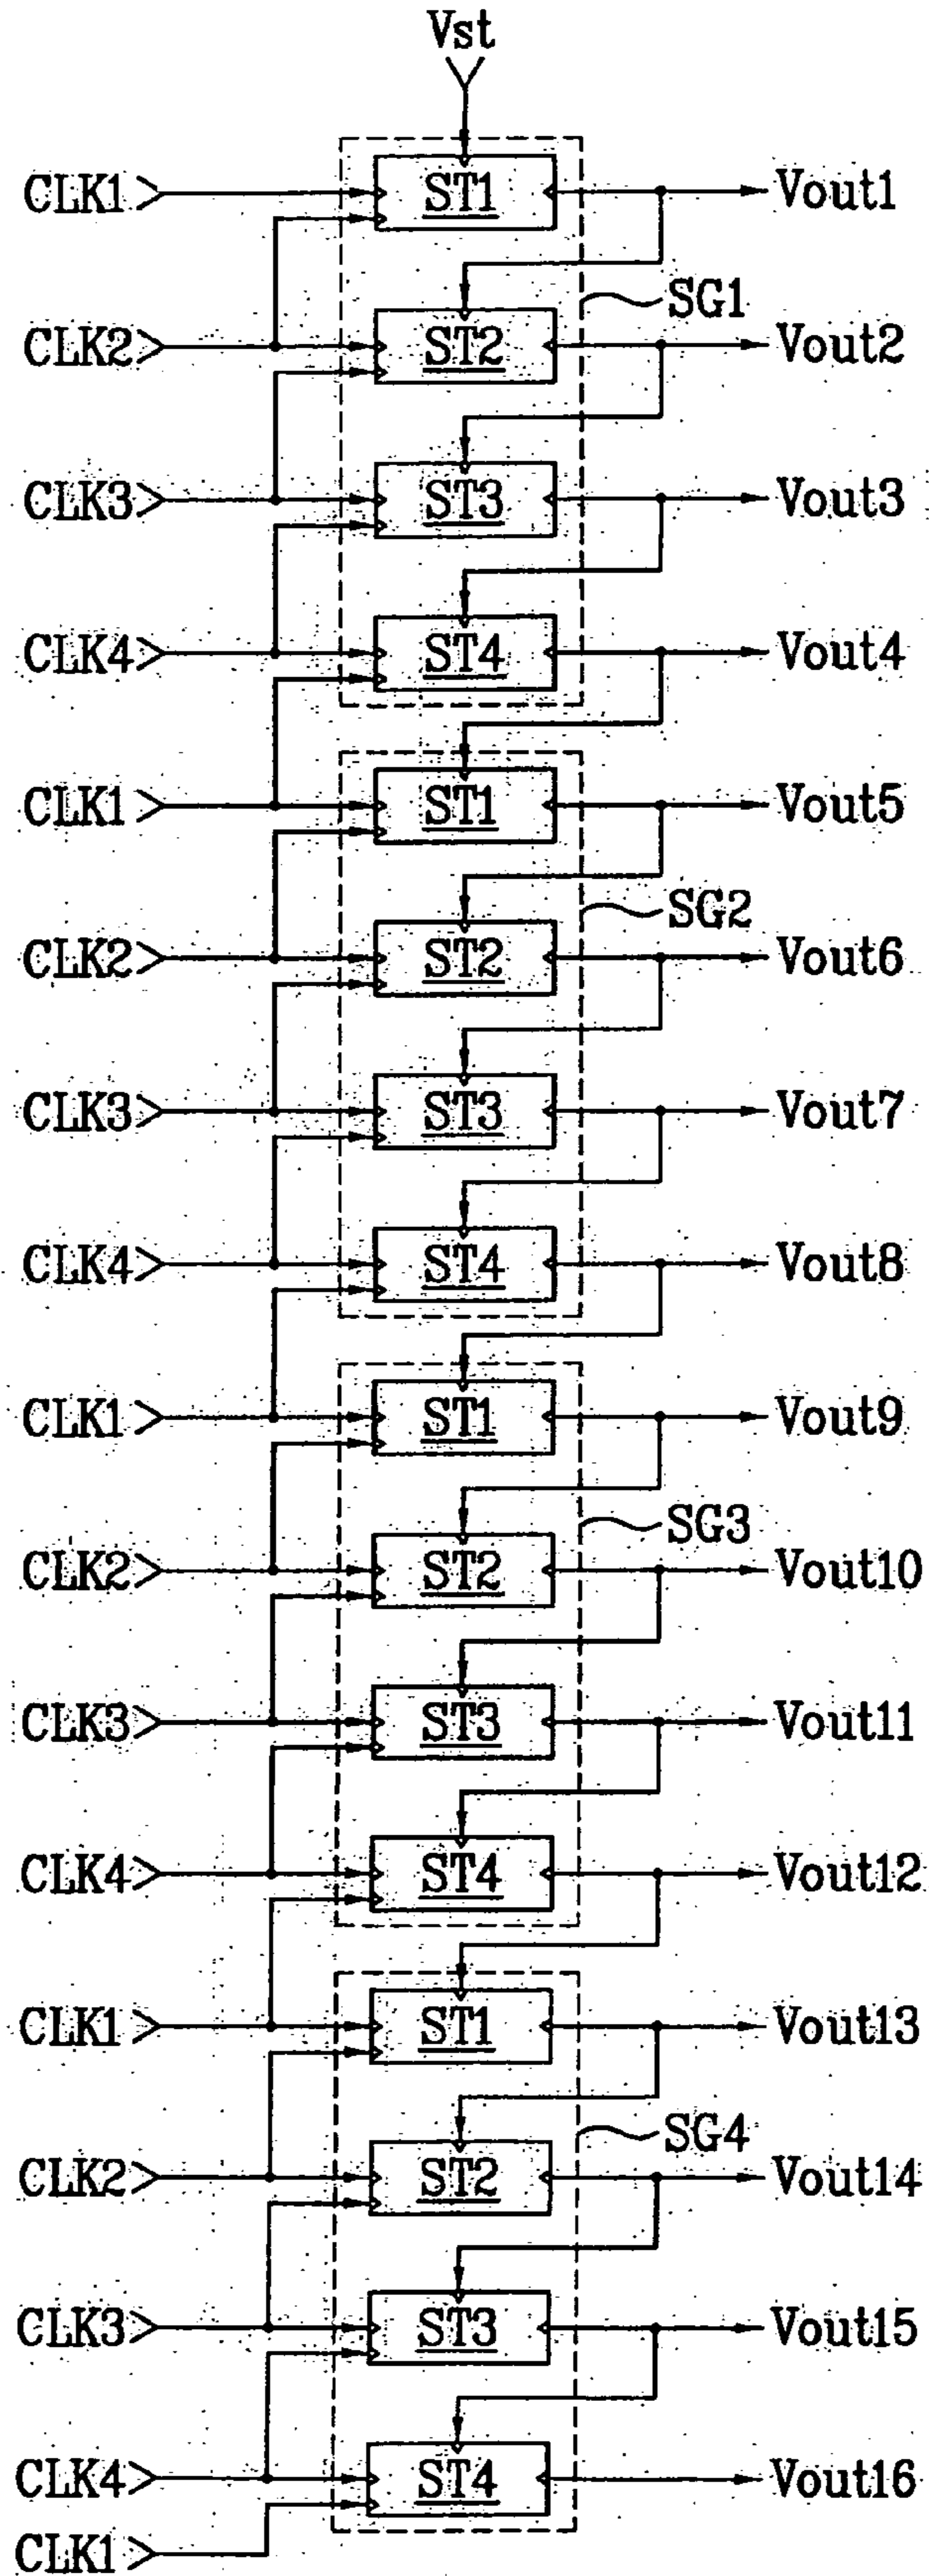 Vst
CLK1 ST1 Vout1
SG1
CLK2 ST2 Vout2
CLK3 ST3 Vout3
CLK4 ST4 Vout4
CLK1 ST1 Vout5
SG2
CLK2 ST2 Vout6
CLK3 ST3 Vout7
CLK4 ST4 Vout8
CLK1 ST1 Vout9
SG3
CLK2 ST2 Vout10
CLK3 ST3 Vout11
CLK4 ST4 Vout12
CLK1 ST1 Vout13
SG4
CLK2 ST2 Vout14
CLK3 ST3 Vout15
CLK4 ST4 Vout16
CLK1